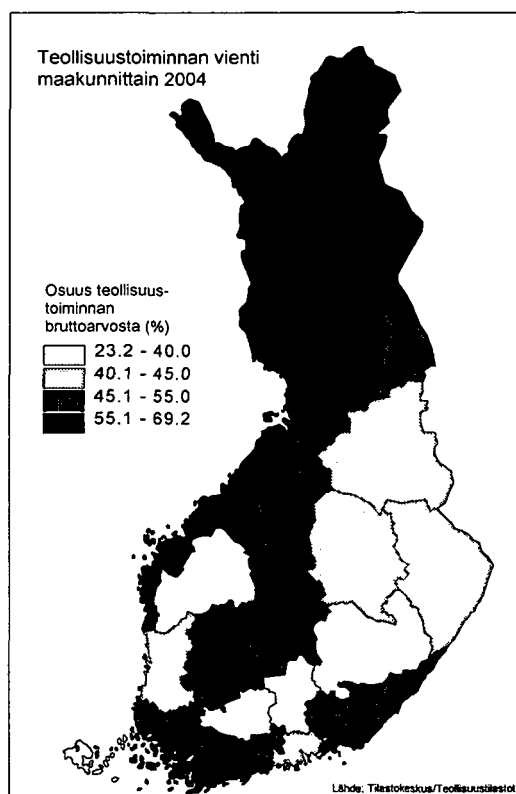 Teollisuustoiminnan vienti
maakunnittain 2004
Osuus teollisuus-
toiminnan
bruttoarvosta (%)
23.2 - 40.0
40.1 - 45.0
45.1 - 55.0
55.1 - 69.2
Lähde: Tilastokeskus/Teollisuustilastot